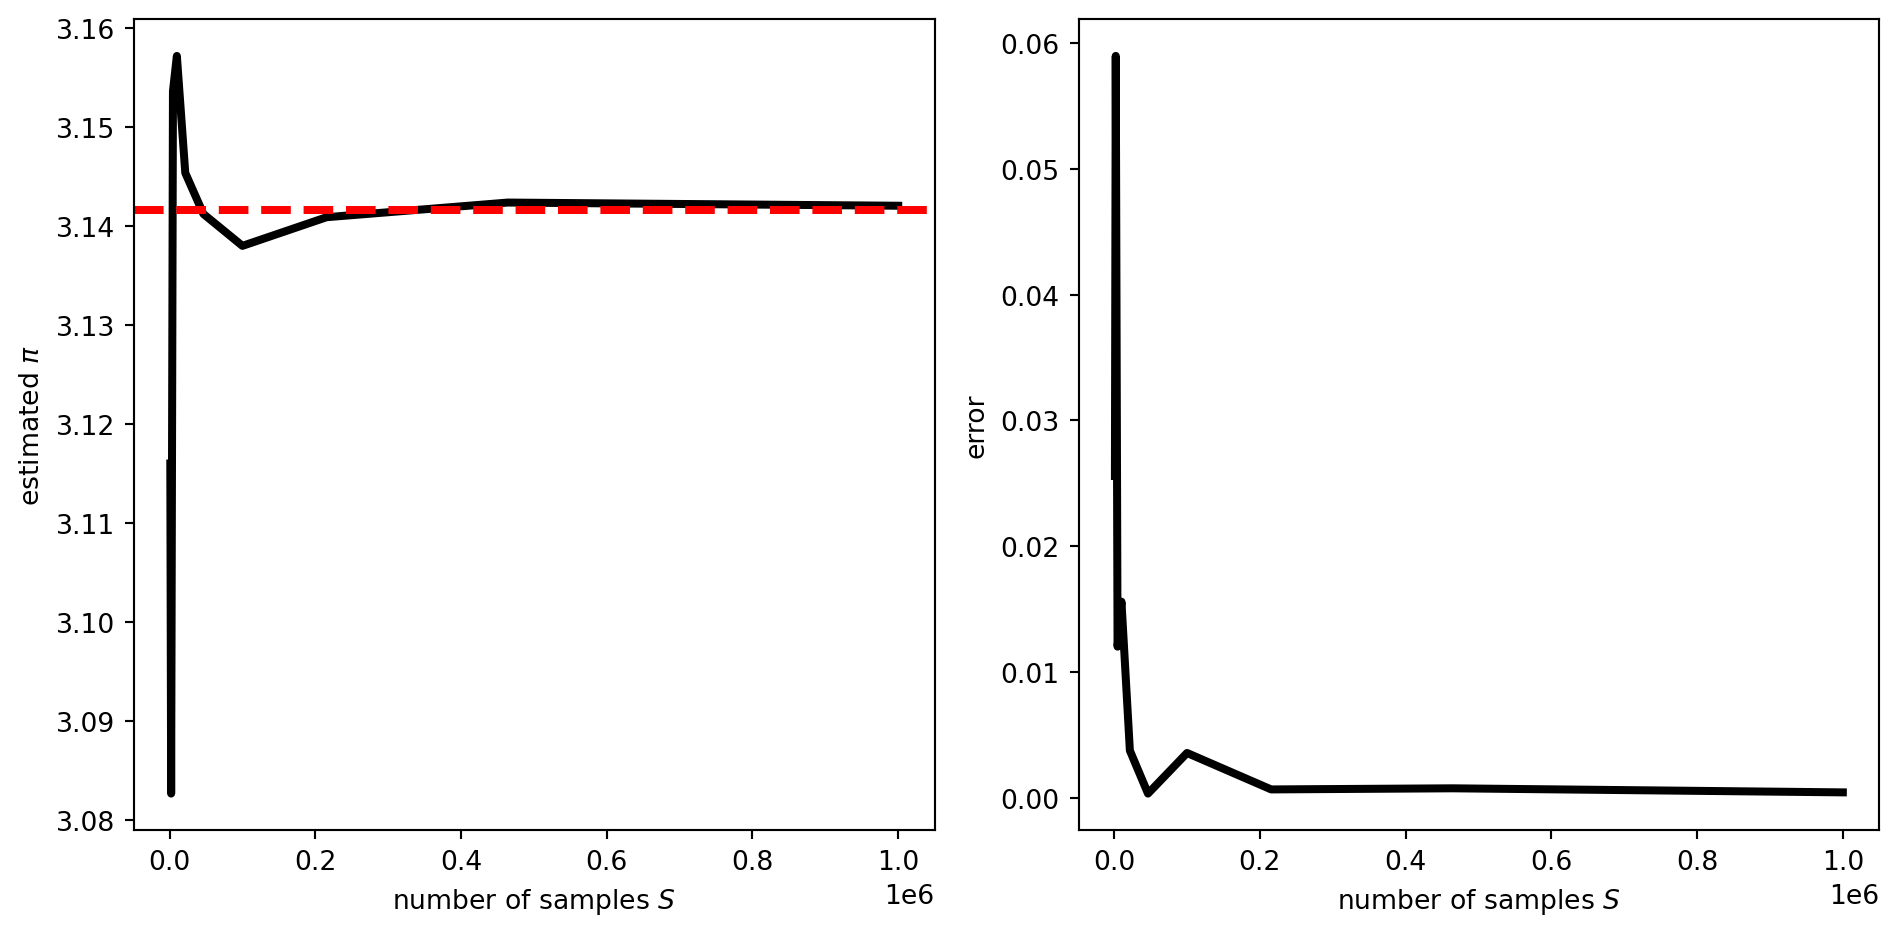 3.16
3.15
3.14
3.13
3.12
3.11
3.10
3.09
3.08
estimated π
0.0 0.2 0.4 0.6 0.8 1.0
1e6
number of samples S
0.06
0.05
0.04
0.03
0.02
0.01
0.00
error
0.0 0.2 0.4 0.6 0.8 1.0
1e6
number of samples S